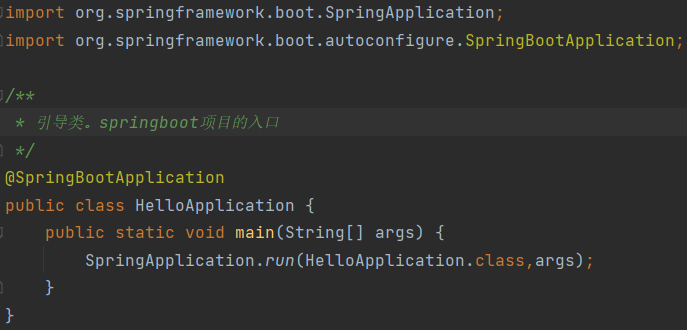 import org.springframework.boot.SpringApplication;
import org.springframework.boot.autoconfigure.SpringBootApplication;
/**
 * 引导类。springboot项目的入口
 */
@SpringBootApplication
public class HelloApplication {
    public static void main(String[] args) {
        SpringApplication.run(HelloApplication.class,args);
    }
}